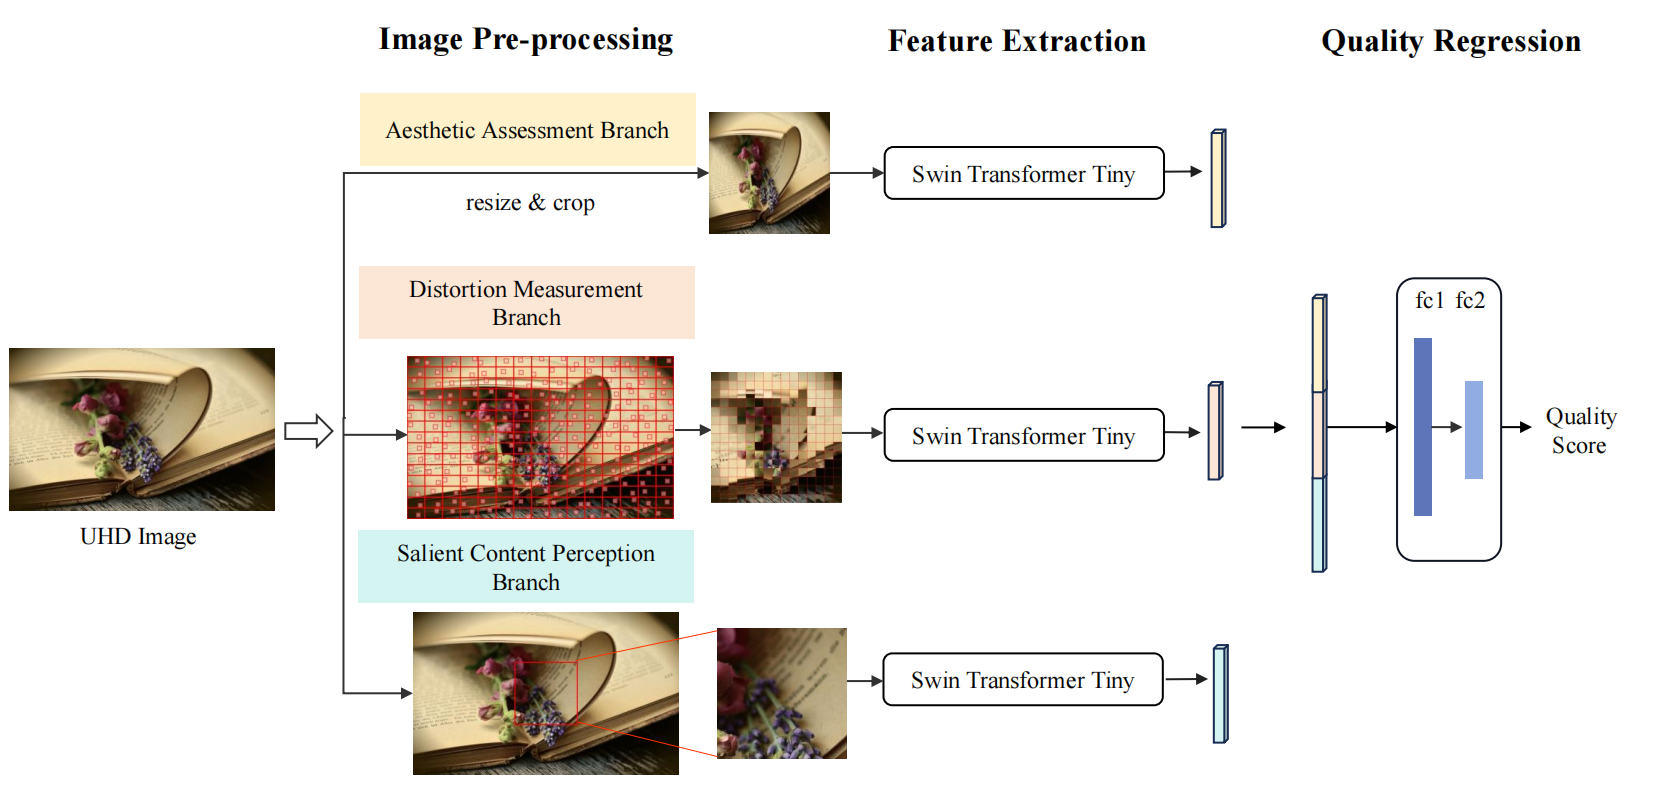 Image Pre-processing
Feature Extraction
Quality Regression
Aesthetic Assessment Branch
resize & crop
Swin Transformer Tiny
Distortion Measurement
Branch
Swin Transformer Tiny
fc1 fc2
Quality
Score
UHD Image
Salient Content Perception
Branch
Swin Transformer Tiny